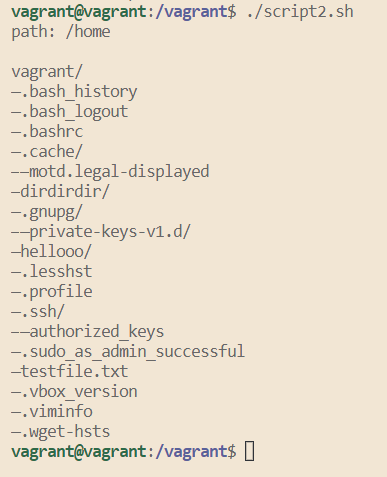 vagrant@vagrant:/vagrant$ ./script2.sh
path: /home
vagrant/
—.bash_history
—.bash_logout
—.bashrc
—.cache/
——motd.legal-displayed
—dirdirdir/
—.gnupg/
——private-keys-v1.d/
—hellooo/
—.lesshst
—.profile
—.ssh/
——authorized_keys
—.sudo_as_admin_successful
—testfile.txt
—.vbox_version
—.viminfo
—.wget-hsts
vagrant@vagrant:/vagrant$